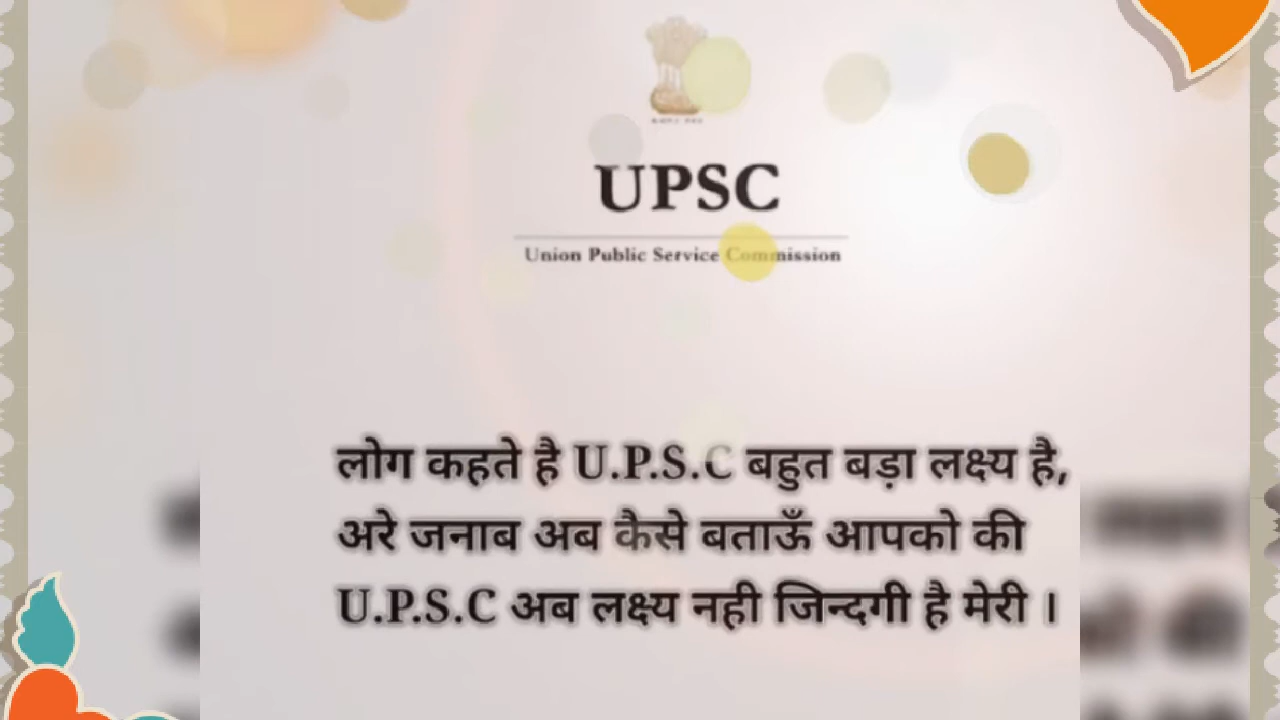 UPSC
Union Public Service Commission
लोग कहते है U.P.S.C बहुत बड़ा लक्ष्य है,
अरे जनाब अब कैसे बताऊँ आपको की
U.P.S.C अब लक्ष्य नही जिन्दगी है मेरी ।